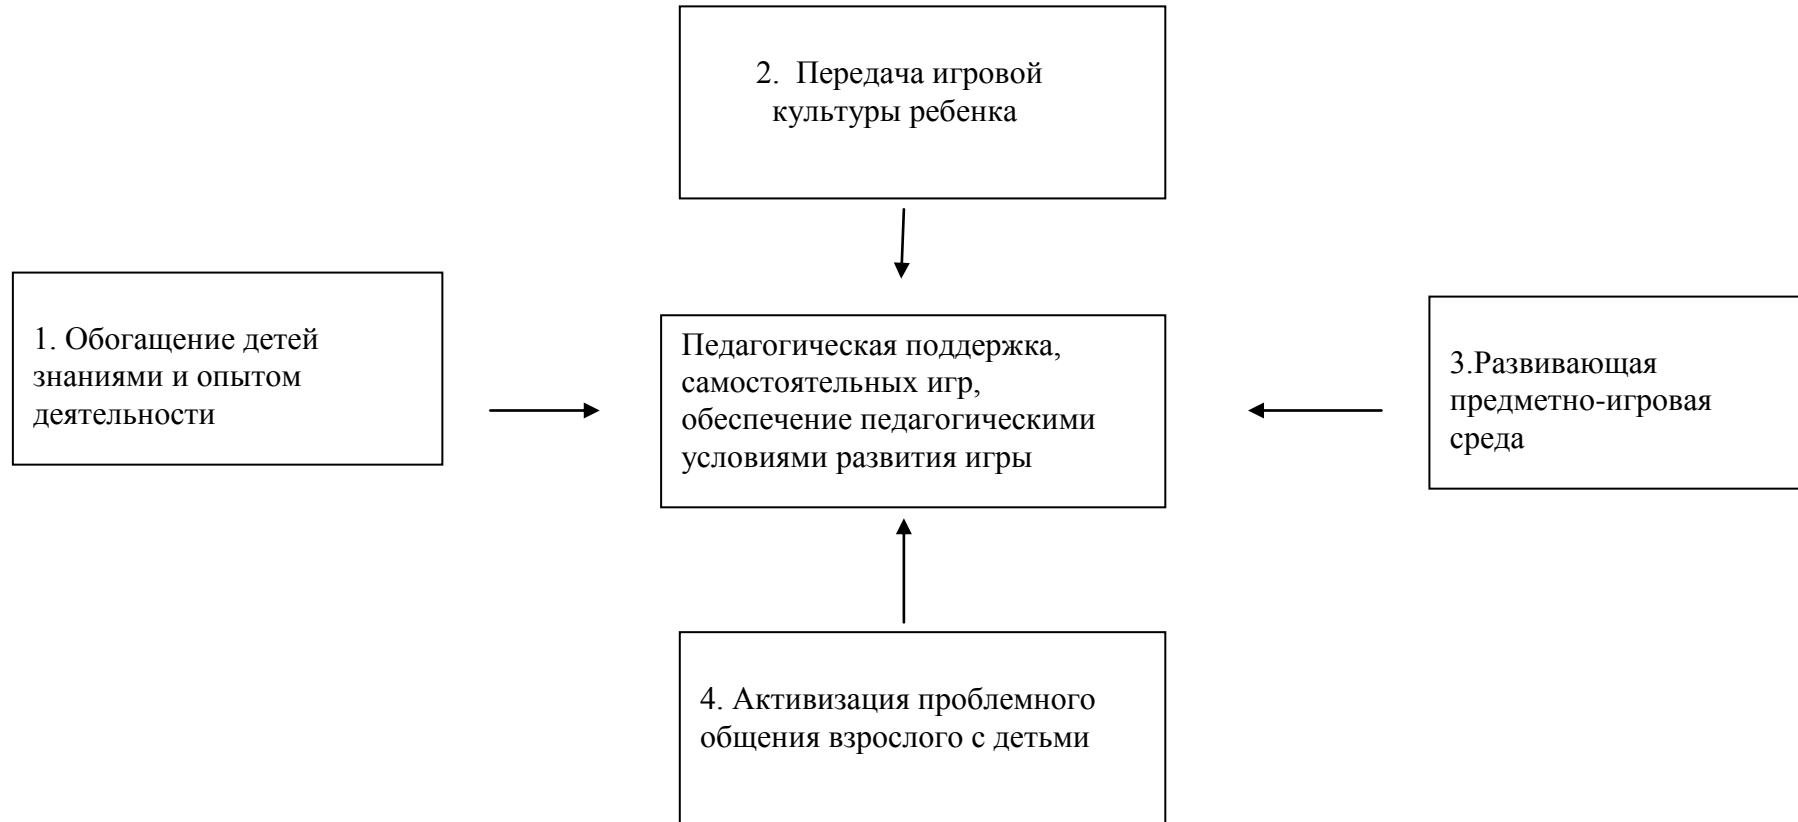 2. Передача игровой
культуры ребенка
1. Обогащение детей
знаниями и опытом
деятельности
Педагогическая поддержка,
самостоятельных игр,
обеспечение педагогическими
условиями развития игры
3.Развивающая
предметно-игровая
среда
4. Активизация проблемного
общения взрослого с детьми